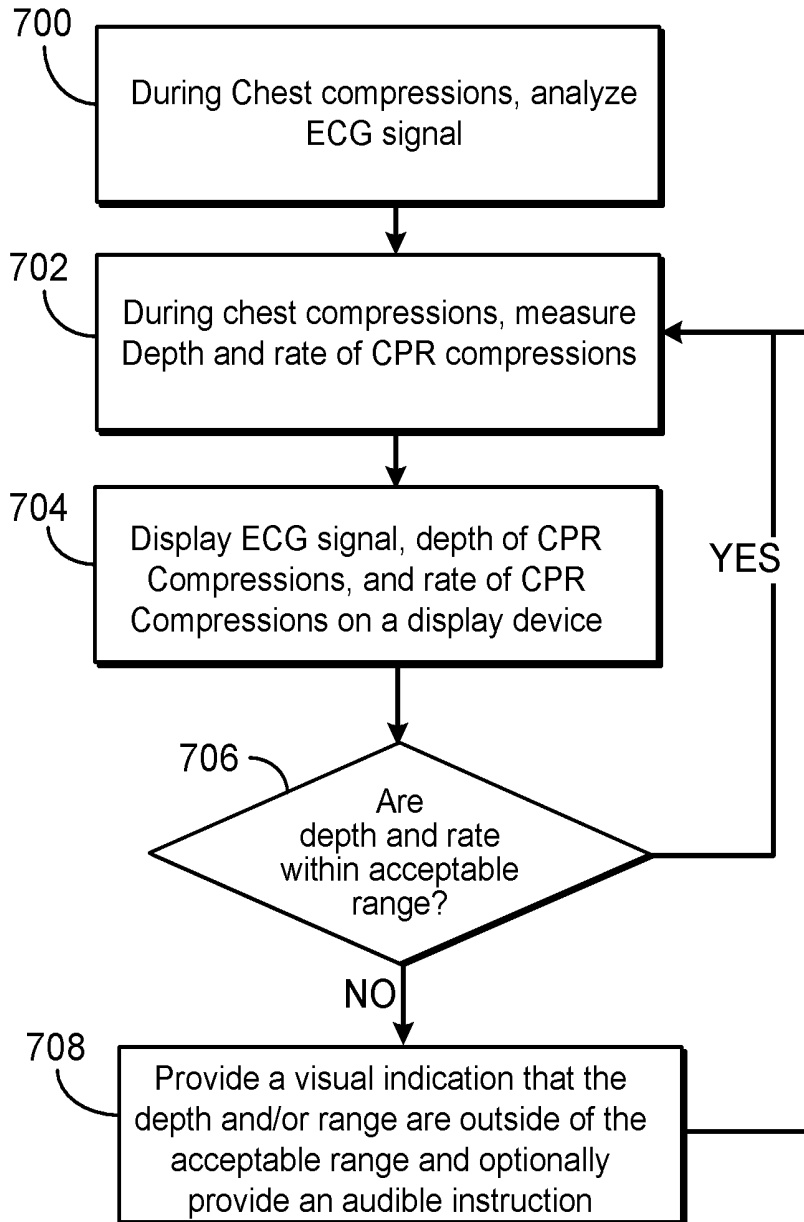 700
During Chest compressions, analyze
ECG signal
702
During chest compressions, measure
Depth and rate of CPR compressions
704
Display ECG signal, depth of CPR
Compressions, and rate of CPR
Compressions on a display device
YES
706
Are
depth and rate
within acceptable
range?
NO
708
Provide a visual indication that the
depth and/or range are outside of the
acceptable range and optionally
provide an audible instruction